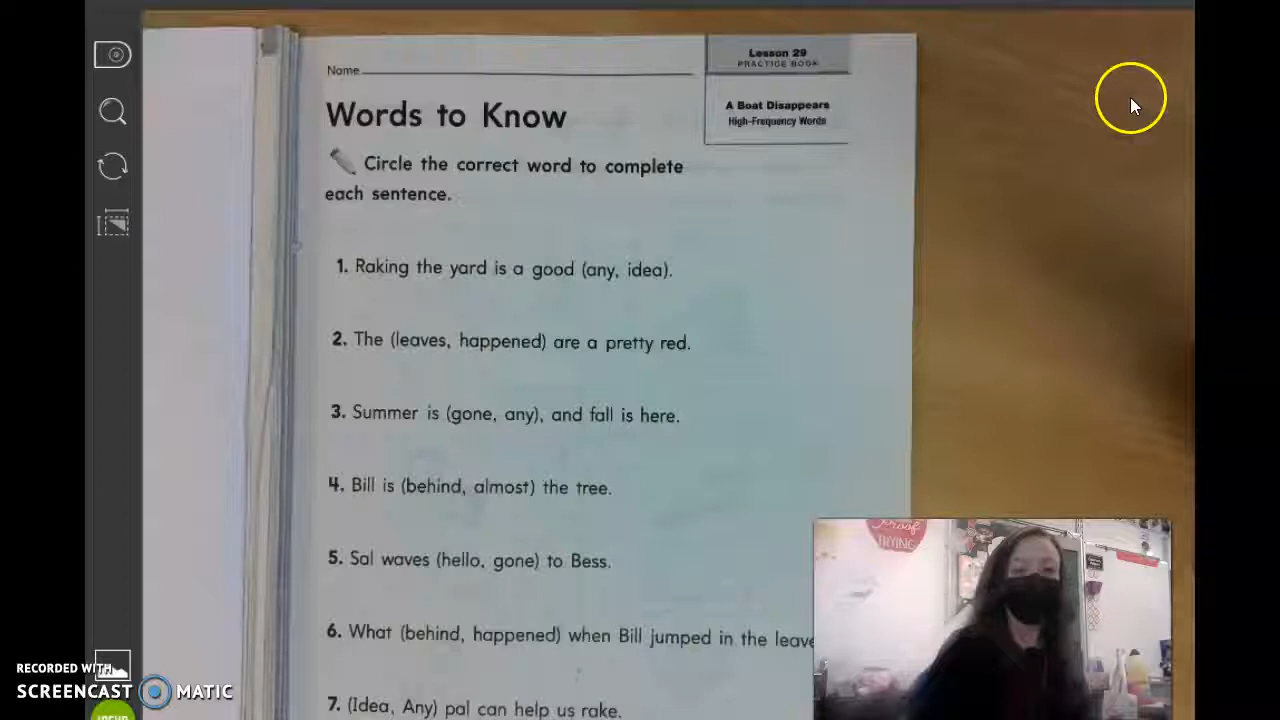 Lesson 29
PRACTICE BOOK
Name
A Boat Disappears
High-Frequency Words
Words to Know
Circle the correct word to complete
each sentence.
1. Raking the yard is a good (any, idea).
2. The (leaves, happened) are a pretty red.
3. Summer is (gone, any), and fall is here.
4. Bill is (behind, almost) the tree.
5. Sal waves (hello, gone) to Bess.
6. What (behind, happened) when Bill jumped in the leave
7. (Idea, Any) pal can help us rake.
Proof
TRYING
RECORDED WITH
SCREENCAST MATIC